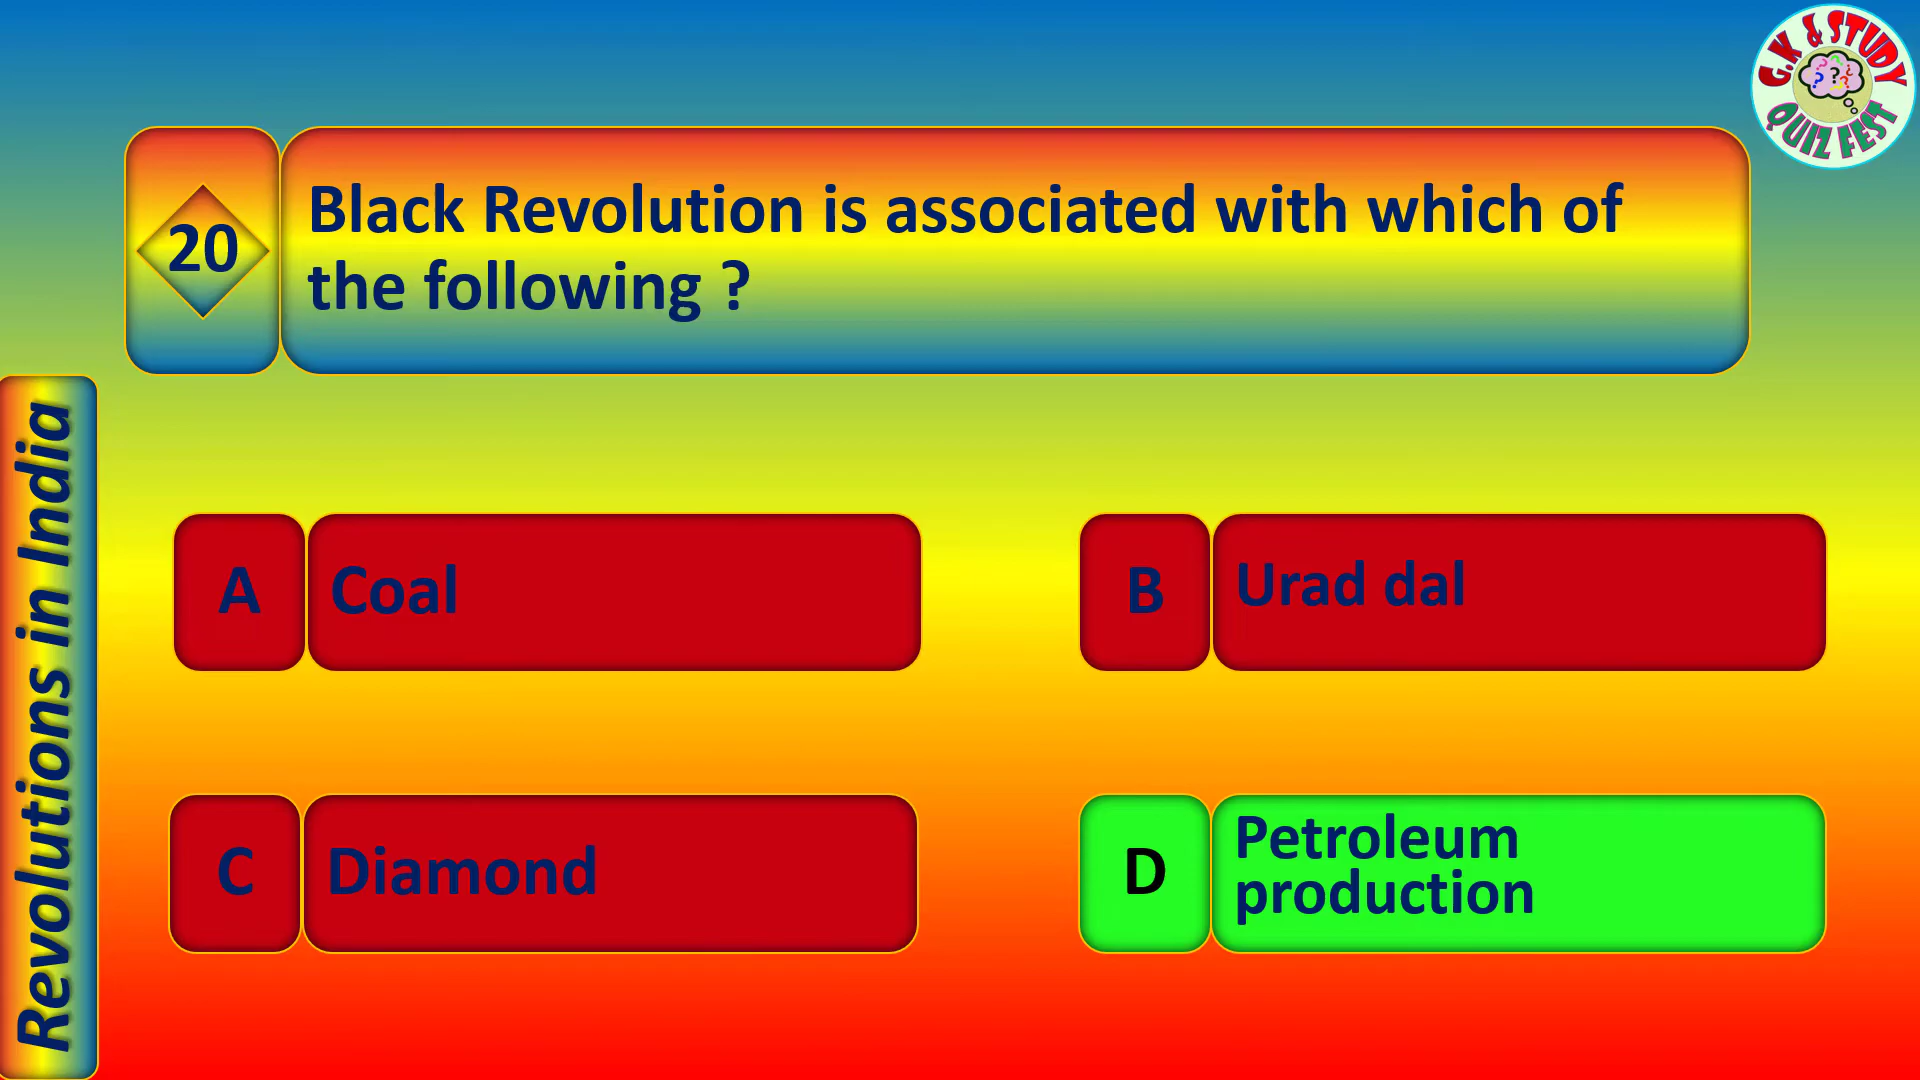 G.K & STUDY
QUIZ FEST
20
Black Revolution is associated with which of
the following ?
Revolutions in India
A
Coal
B
Urad dal
C
Diamond
D
Petroleum
production